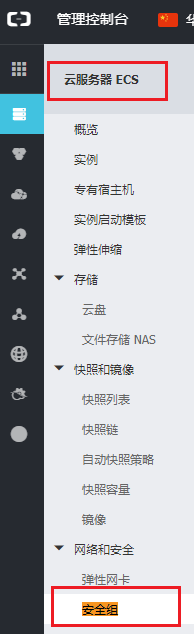 管理控制台
云服务器 ECS
概览
实例
专有宿主机
实例启动模板
弹性伸缩
存储
云盘
文件存储 NAS
快照和镜像
快照列表
快照链
自动快照策略
快照容量
镜像
网络和安全
弹性网卡
安全组